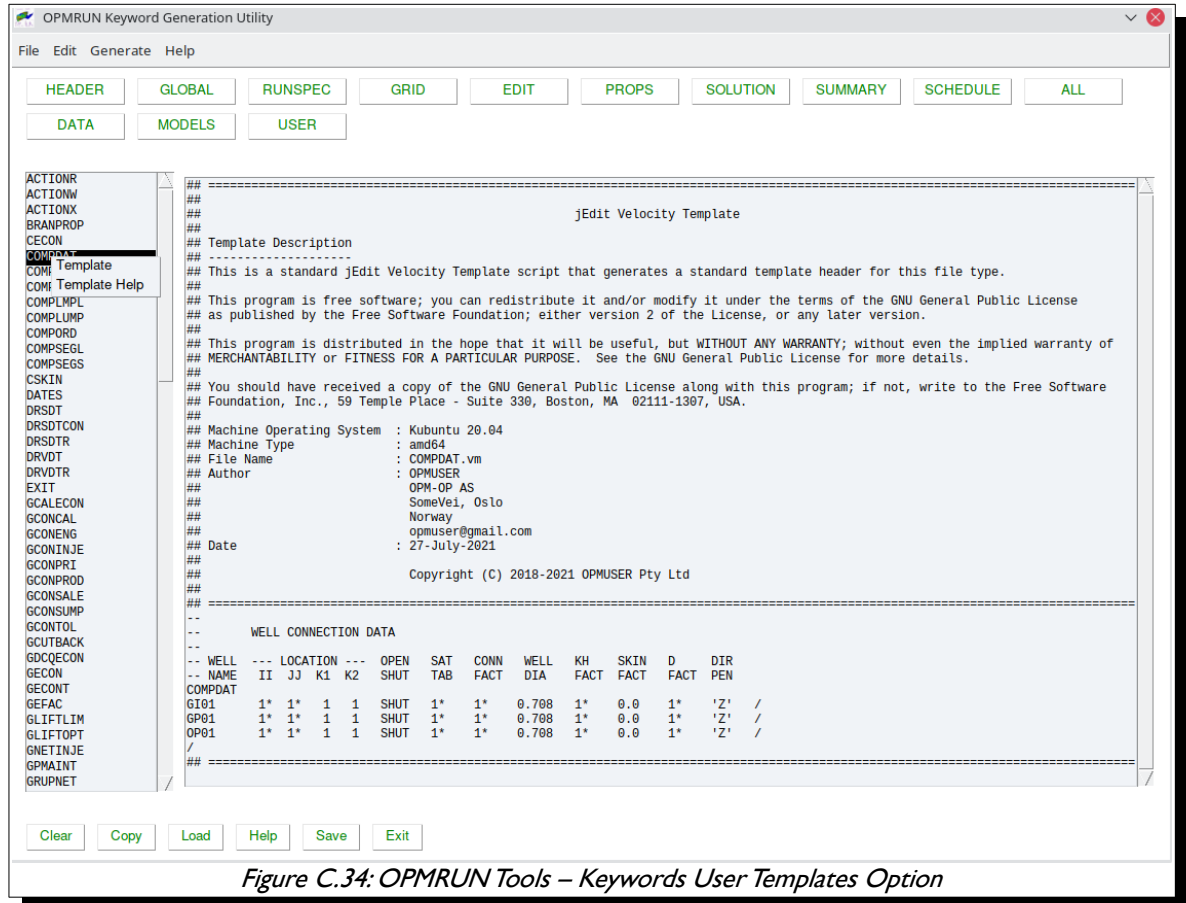 OPMRUN Keyword Generation Utility
File Edit Generate Help
HEADER GLOBAL RUNSPEC GRID EDIT PROPS SOLUTION SUMMARY SCHEDULE ALL
DATA MODELS USER
ACTIONR
ACTIONW
ACTIONX
BRANPROP
CECON
COMPDAT
Template
Template Help
COMPLMPL
COMPLUMP
COMPORD
COMPSEGL
COMPSEGS
CSKIN
DATES
DRSDT
DRSDTCON
DRSDTR
DRVDT
DRVDTR
EXIT
GCALECON
GCONCAL
GCONENG
GCONINJE
GCONPRI
GCONPROD
GCONSALE
GCONSUMP
GCONTOL
GCUTBACK
GDCQECON
GECON
GECONT
GEFAC
GLIFTLIM
GLIFTOPT
GNETINJE
GPMAINT
GRUPNET
## =================================================================================================================================
##
## jEdit Velocity Template
##
## Template Description
## --------------------
## This is a standard jEdit Velocity Template script that generates a standard template header for this file type.
##
## This program is free software; you can redistribute it and/or modify it under the terms of the GNU General Public License
## as published by the Free Software Foundation; either version 2 of the License, or any later version.
##
## This program is distributed in the hope that it will be useful, but WITHOUT ANY WARRANTY; without even the implied warranty of
## MERCHANTABILITY or FITNESS FOR A PARTICULAR PURPOSE. See the GNU General Public License for more details.
##
## You should have received a copy of the GNU General Public License along with this program; if not, write to the Free Software
## Foundation, Inc., 59 Temple Place - Suite 330, Boston, MA 02111-1307, USA.
##
## Machine Operating System : Kubuntu 20.04
## Machine Type : amd64
## File Name : COMPDAT.vm
## Author : OPMUSER
## OPM-OP AS
## SomeVei, Oslo
## Norway
## opmuser@gmail.com
## Date : 27-July-2021
##
## Copyright (C) 2018-2021 OPMUSER Pty Ltd
##
## =================================================================================================================================
--
-- WELL CONNECTION DATA
--
-- WELL --- LOCATION --- OPEN SAT CONN WELL KH SKIN D DIR
-- NAME II JJ K1 K2 SHUT TAB FACT DIA FACT FACT FACT PEN
COMPDAT
GI01 1* 1* 1 1 SHUT 1* 1* 0.708 1* 0.0 1* 'Z' /
GP01 1* 1* 1 1 SHUT 1* 1* 0.708 1* 0.0 1* 'Z' /
OP01 1* 1* 1 1 SHUT 1* 1* 0.708 1* 0.0 1* 'Z' /
/
## =================================================================================================================================
Clear Copy Load Help Save Exit
Figure C.34: OPMRUN Tools – Keywords User Templates Option